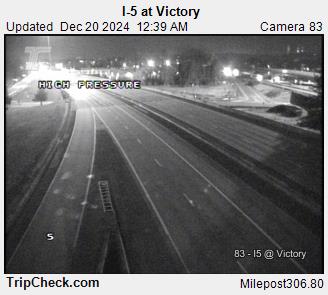 I-5 at Victory
Updated Dec 20 2024 12:39 AM Camera 83
HIGH PRESSURE
S
83 - I5 @ Victory
TripCheck.com Milepost306.80